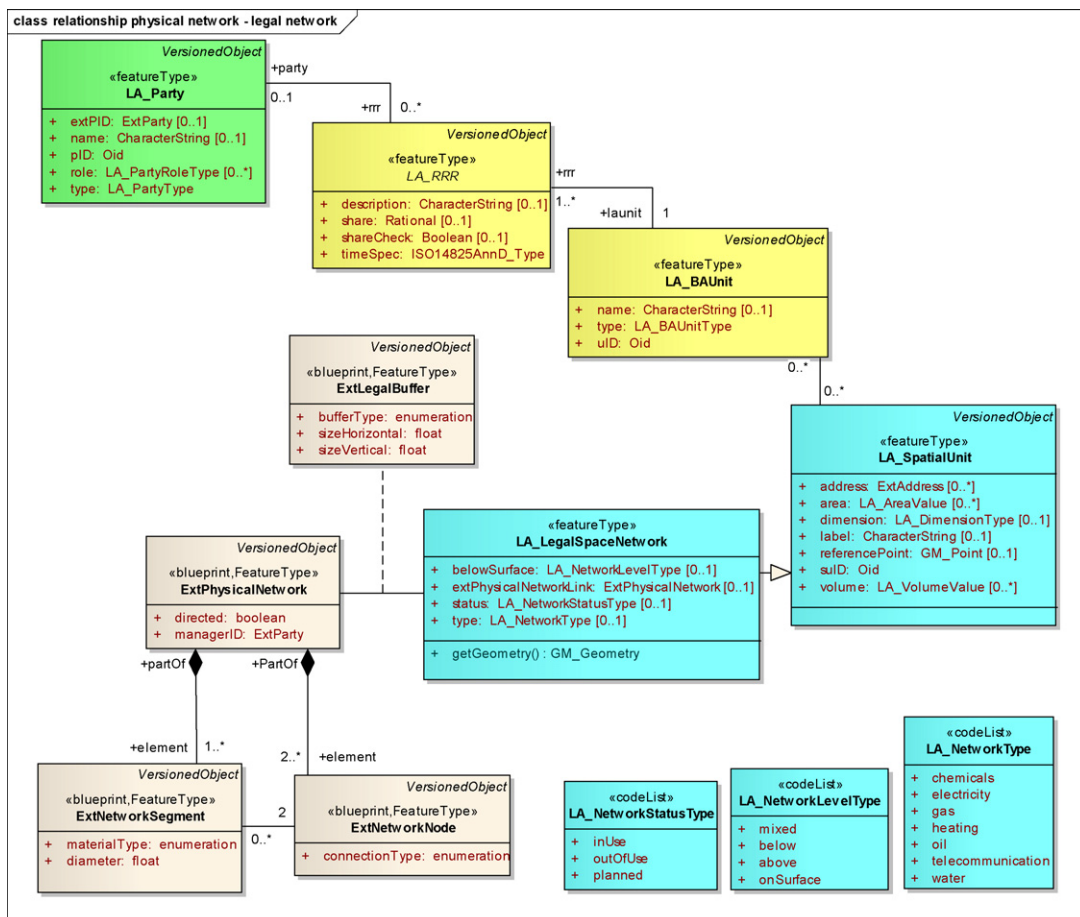 class relationship physical network - legal network
VersionedObject
«featureType»
LA_Party
+ extPID: ExtParty [0..1]
+ name: CharacterString [0..1]
+ pID: Oid
+ role: LA_PartyRoleType [0..*]
+ type: LA_PartyType
+party
0..1
+rrr
0..*
VersionedObject
«featureType»
LA_RRR
+ description: CharacterString [0..1]
+ share: Rational [0..1]
+ shareCheck: Boolean [0..1]
+ timeSpec: ISO14825AnnD_Type
+rrr
1..*
+launit
1
VersionedObject
«featureType»
LA_BAUnit
+ name: CharacterString [0..1]
+ type: LA_BAUnitType
+ uID: Oid
0..*
0..*
VersionedObject
«blueprint,FeatureType»
ExtLegalBuffer
+ bufferType: enumeration
+ sizeHorizontal: float
+ sizeVertical: float
VersionedObject
«featureType»
LA_SpatialUnit
+ address: ExtAddress [0..*]
+ area: LA_AreaValue [0..*]
+ dimension: LA_DimensionType [0..1]
+ label: CharacterString [0..1]
+ referencePoint: GM_Point [0..1]
+ suID: Oid
+ volume: LA_VolumeValue [0..*]
«featureType»
LA_LegalSpaceNetwork
+ belowSurface: LA_NetworkLevelType [0..1]
+ extPhysicalNetworkLink: ExtPhysicalNetwork [0..1]
+ status: LA_NetworkStatusType [0..1]
+ type: LA_NetworkType [0..1]
+ getGeometry() : GM_Geometry
VersionedObject
«blueprint,FeatureType»
ExtPhysicalNetwork
+ directed: boolean
+ managerID: ExtParty
+partOf
+PartOf
+element
1..*
2..*
+element
VersionedObject
«blueprint,FeatureType»
ExtNetworkSegment
+ materialType: enumeration
+ diameter: float
2
0..*
VersionedObject
«blueprint,FeatureType»
ExtNetworkNode
+ connectionType: enumeration
«codeList»
LA_NetworkStatusType
+ inUse
+ outOfUse
+ planned
«codeList»
LA_NetworkLevelType
+ mixed
+ below
+ above
+ onSurface
«codeList»
LA_NetworkType
+ chemicals
+ electricity
+ gas
+ heating
+ oil
+ telecommunication
+ water